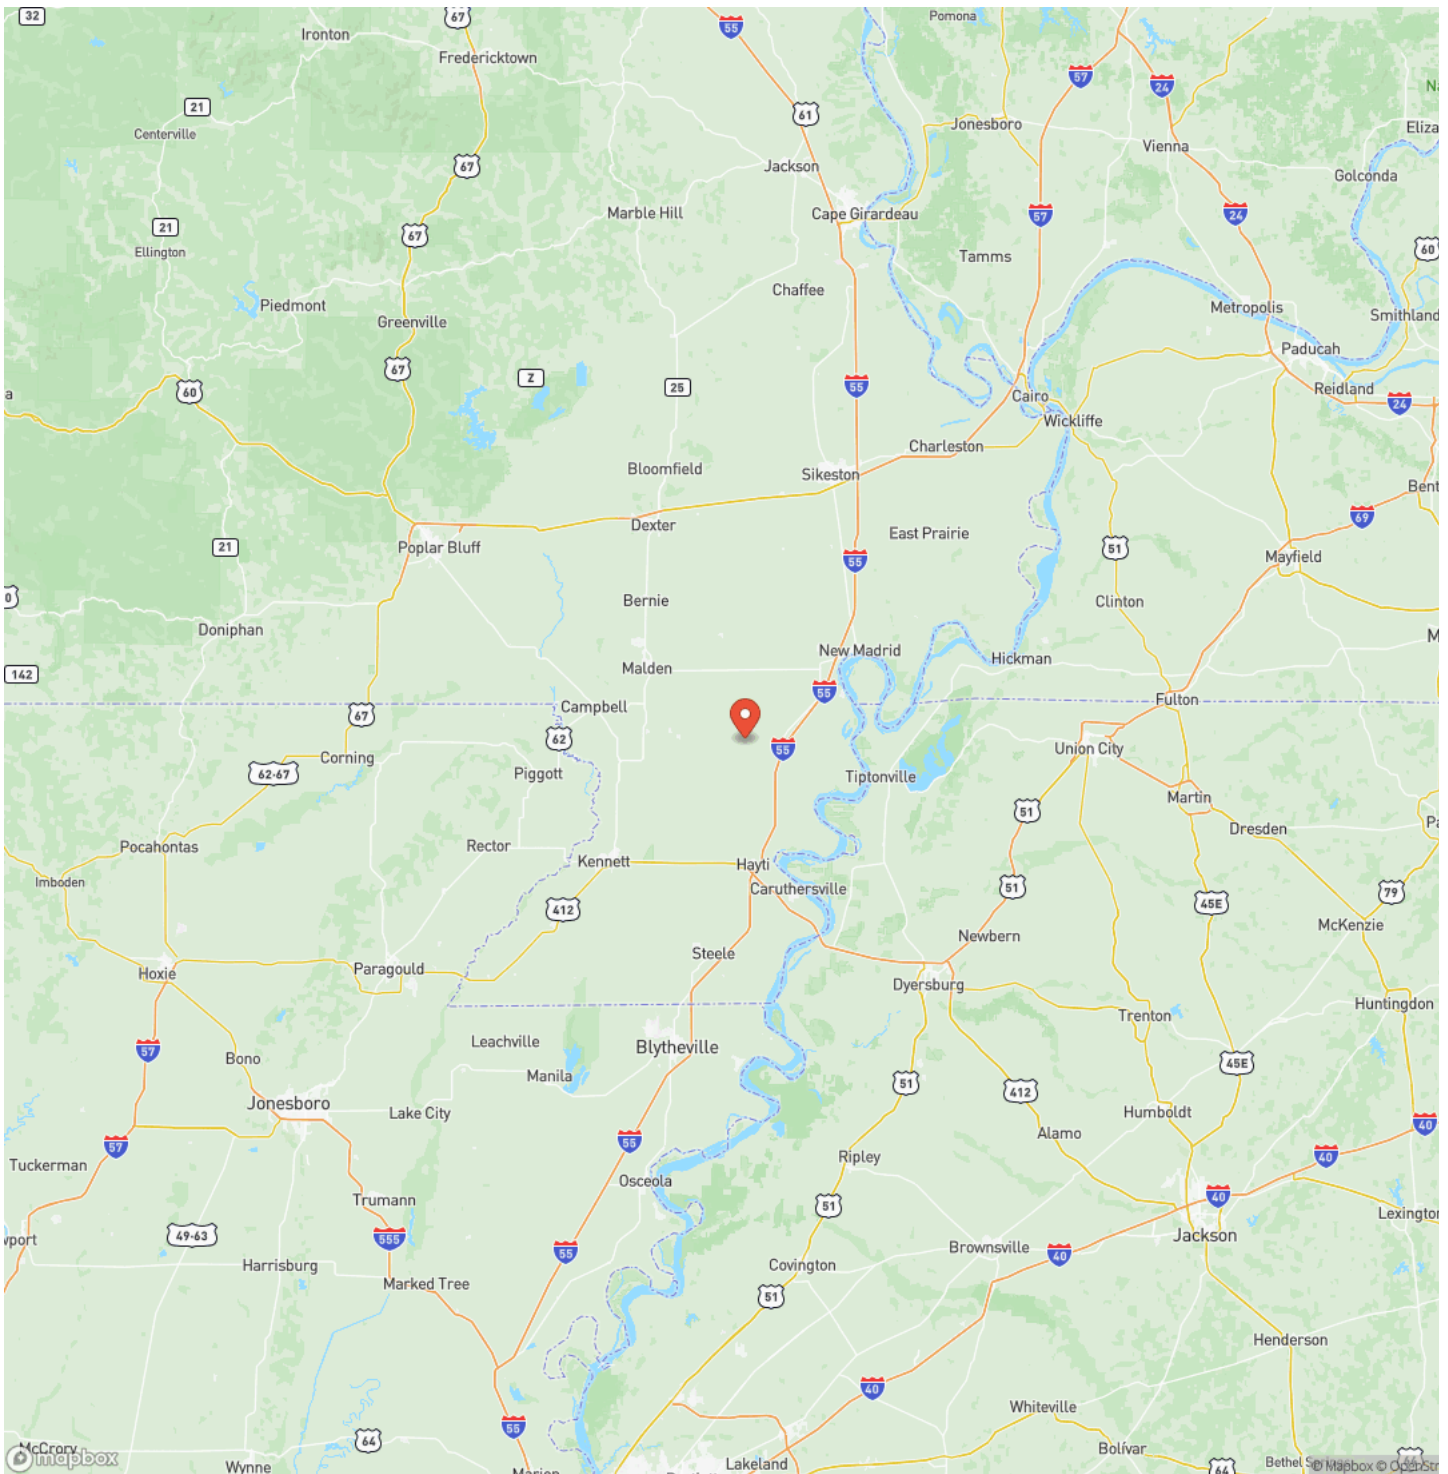 32
67
55
Pomona
Ironton
Fredericktown
57
24
21
Centerville
61
Jonesboro
Vienna
67
Jackson
Golconda
Marble Hill
Cape Girardeau
57
24
21
67
Ellington
Tamms
60
Chaffee
Piedmont
Metropolis
Greenville
Smithland
Paducah
67
Z
25
55
Reidland
60
Cairo
24
Wickliffe
Charleston
Bloomfield
Sikeston
69
Dexter
East Prairie
21
Poplar Bluff
51
Mayfield
55
Bernie
Clinton
Doniphan
New Madrid
Hickman
142
Malden
55
Fulton
67
Campbell
62
55
Union City
Corning
62-67
Piggott
Tiptonville
Martin
51
Dresden
Pocahontas
Rector
Kennett
Hayti
Imboden
Caruthersville
51
79
412
45E
McKenzie
Newbern
Steele
Hoxie
Paragould
Dyersburg
Huntingdon
Trenton
Leachville
Blytheville
57
Bono
45E
Manila
51
412
Jonesboro
Lake City
Humboldt
40
Alamo
57
55
Tuckerman
Ripley
40
Osceola
Trumann
40
51
Lexington
49-63
555
Jackson
55
Brownsville
40
Harrisburg
Covington
Marked Tree
51
Henderson
40
Whiteville
55
64
Bolívar
McCrory
mapbox
Wynne
Lakeland
64
© Mapbox © OpenStr